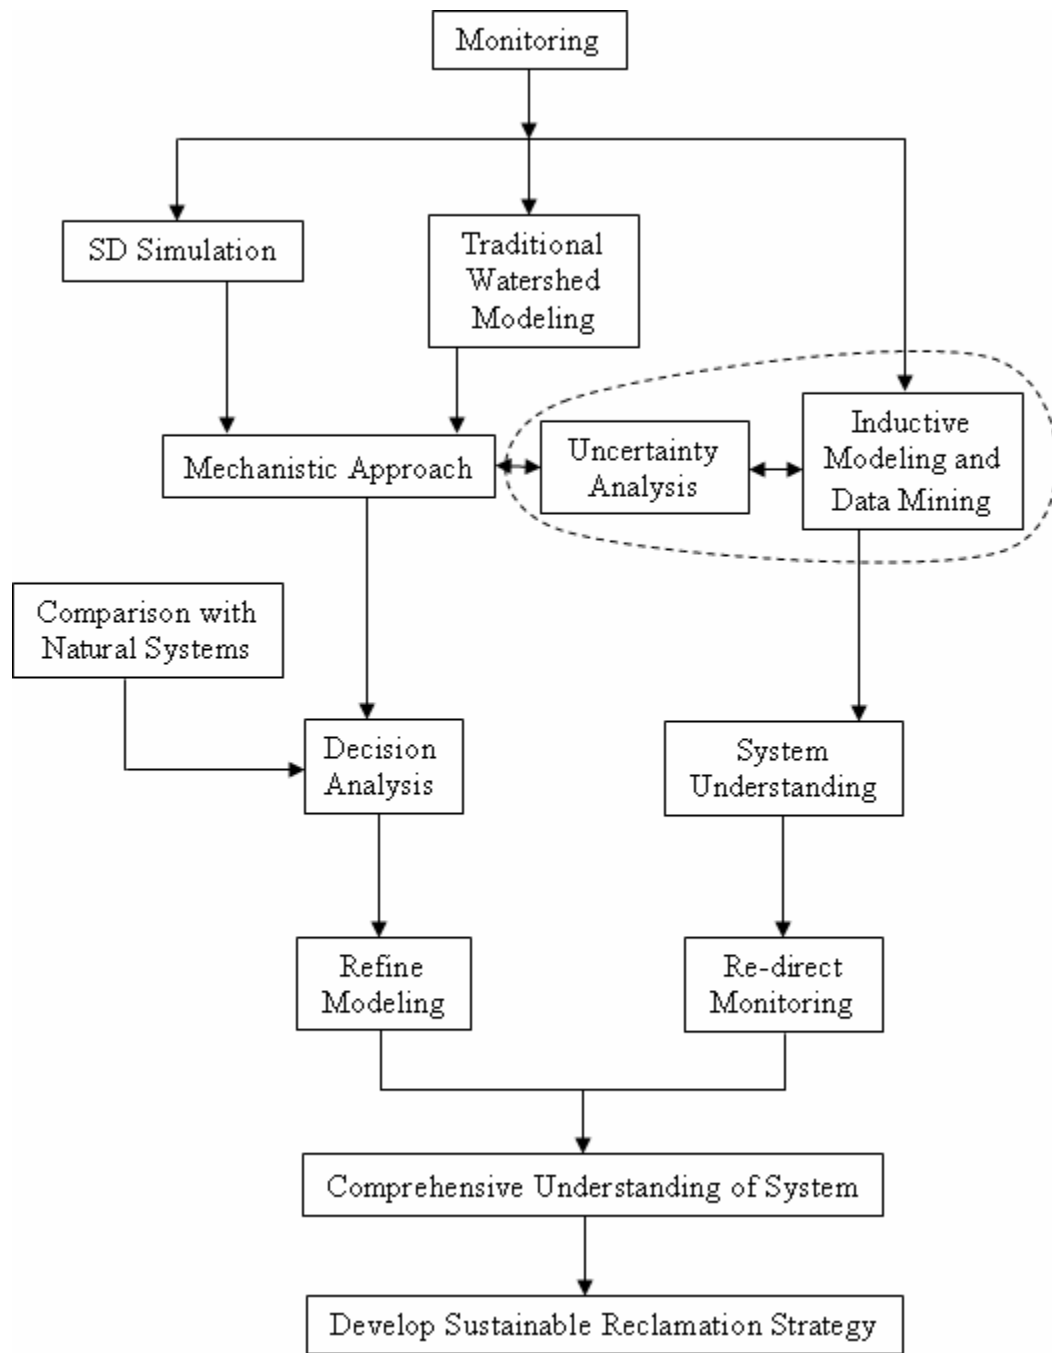 Monitoring
SD Simulation
Traditional
Watershed
Modeling
Mechanistic Approach
Uncertainty
Analysis
Inductive
Modeling and
Data Mining
Comparison with
Natural Systems
Decision
Analysis
System
Understanding
Refine
Modeling
Re-direct
Monitoring
Comprehensive Understanding of System
Develop Sustainable Reclamation Strategy